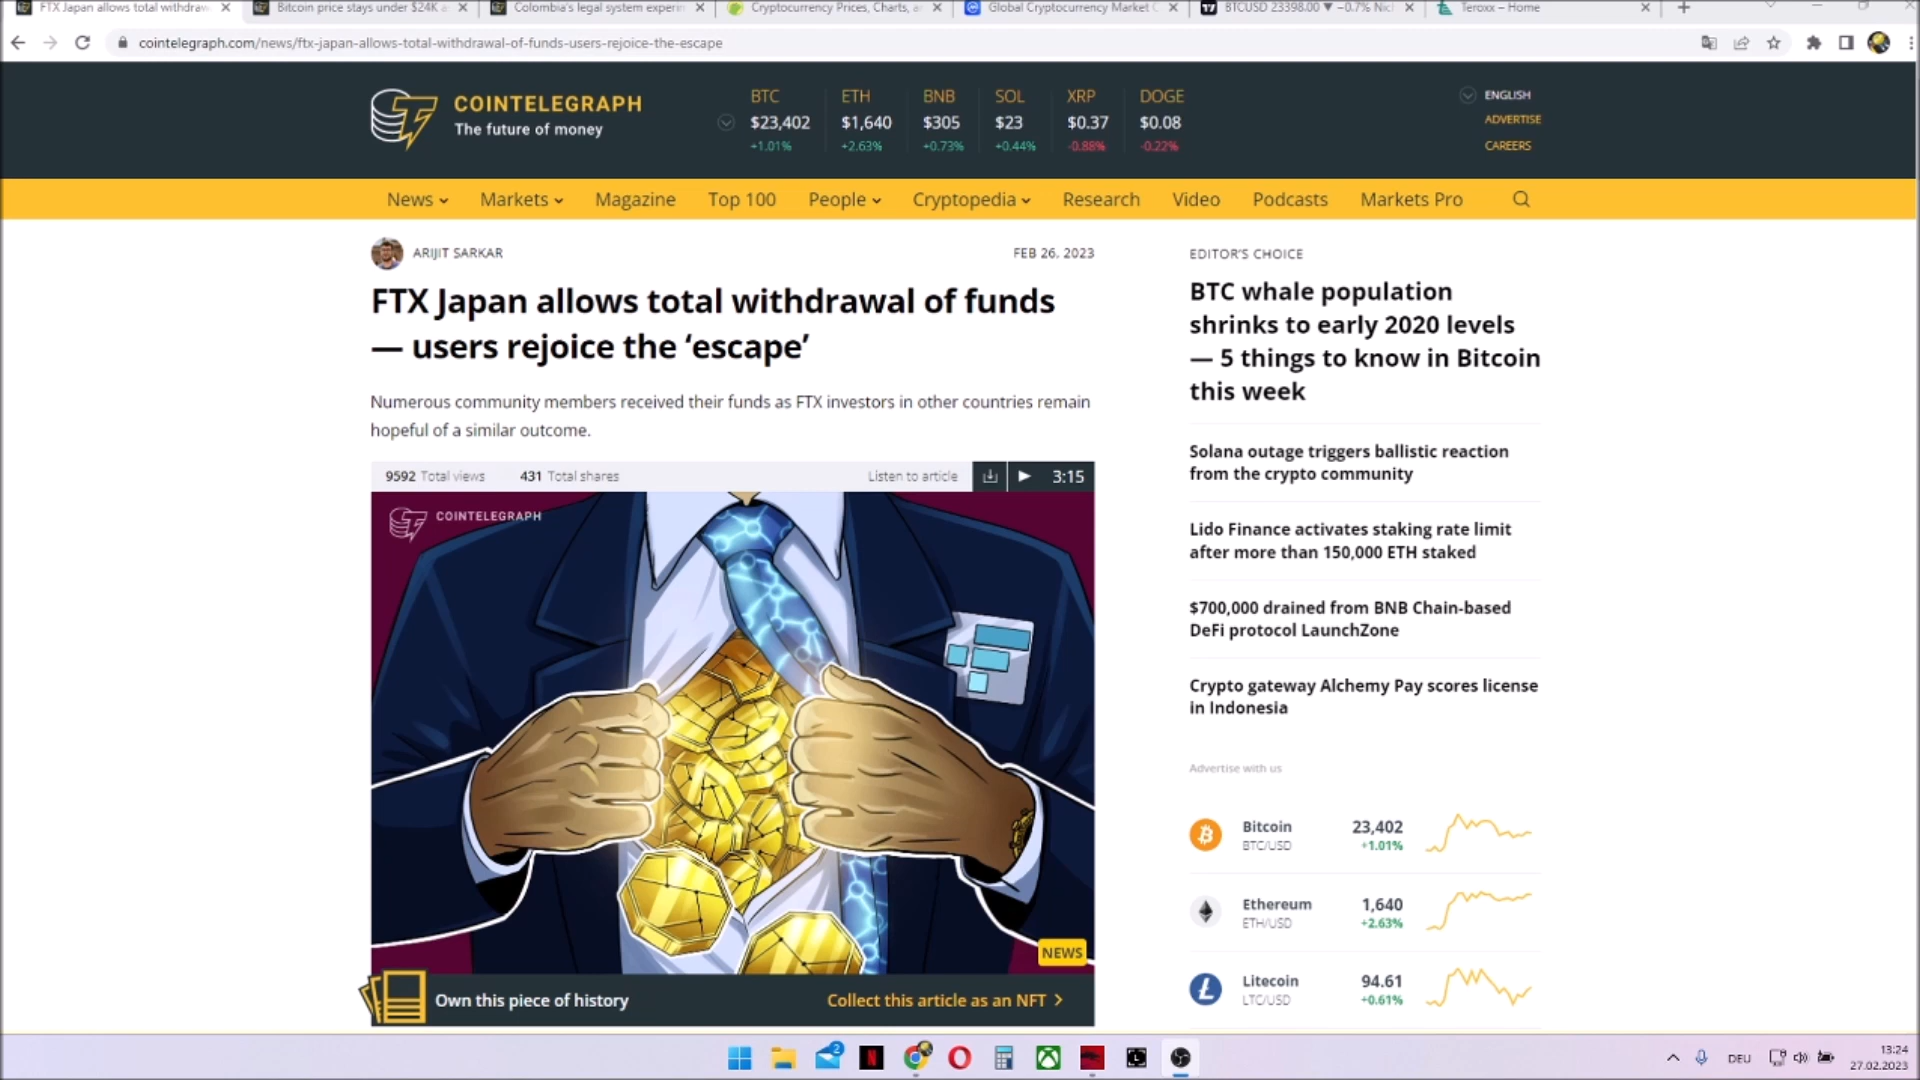 FTX Japan allows total withdraw
Bitcoin price stays under $24K a
Colombia's legal system experim
Cryptocurrency Prices, Charts, a
Global Cryptocurrency Market C
BTCUSD 23398.00 ▼ −0.7% Nicl
Teroxx – Home
cointelegraph.com/news/ftx-japan-allows-total-withdrawal-of-funds-users-rejoice-the-escape
COINTELEGRAPH
The future of money
BTC ETH BNB SOL XRP DOGE
$23,402 $1,640 $305 $23 $0.37 $0.08
+1.01% +2.63% +0.73% +0.44% -0.88% -0.22%
ENGLISH
ADVERTISE
CAREERS
News Markets Magazine Top 100 People Cryptopedia Research Video Podcasts Markets Pro
ARIJIT SARKAR
FEB 26, 2023
FTX Japan allows total withdrawal of funds
— users rejoice the ‘escape’
Numerous community members received their funds as FTX investors in other countries remain
hopeful of a similar outcome.
9592 Total views 431 Total shares Listen to article 3:15
COINTELEGRAPH
NEWS
Own this piece of history
Collect this article as an NFT >
EDITOR'S CHOICE
BTC whale population
shrinks to early 2020 levels
— 5 things to know in Bitcoin
this week
Solana outage triggers ballistic reaction
from the crypto community
Lido Finance activates staking rate limit
after more than 150,000 ETH staked
$700,000 drained from BNB Chain-based
DeFi protocol LaunchZone
Crypto gateway Alchemy Pay scores license
in Indonesia
Advertise with us
Bitcoin 23,402
BTC/USD +1.01%
Ethereum 1,640
ETH/USD +2.63%
Litecoin 94.61
LTC/USD +0.61%
2
DEU
13:24
27.02.2023